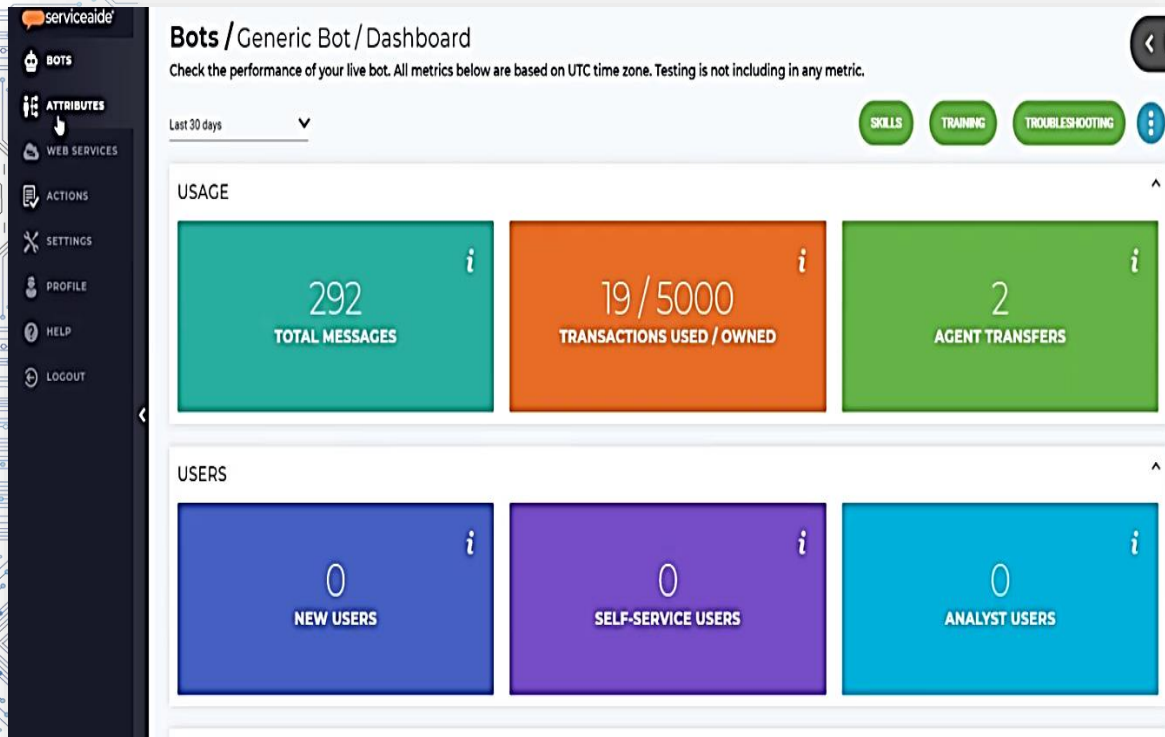 serviceaide
BOTS
ATTRIBUTES
WEB SERVICES
ACTIONS
SETTINGS
PROFILE
HELP
LOGOUT
Bots / Generic Bot / Dashboard
Check the performance of your live bot. All metrics below are based on UTC time zone. Testing is not including in any metric.
Last 30 days
SKILLS
TRAINING
TROUBLESHOOTING
USAGE
i
292
TOTAL MESSAGES
i
19 / 5000
TRANSACTIONS USED / OWNED
i
2
AGENT TRANSFERS
USERS
i
0
NEW USERS
i
0
SELF-SERVICE USERS
i
0
ANALYST USERS